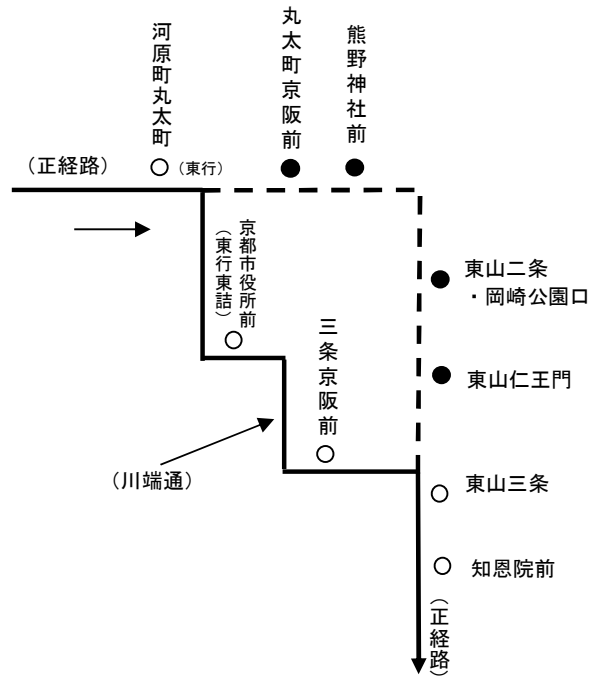 河原町丸太町
丸太町京阪前
熊野神社前
（正経路）
（東行）
京都市役所前
（東行東詰）
東山二条
・岡崎公園口
三条京阪前
東山仁王門
（川端通）
東山三条
知恩院前
（正経路）